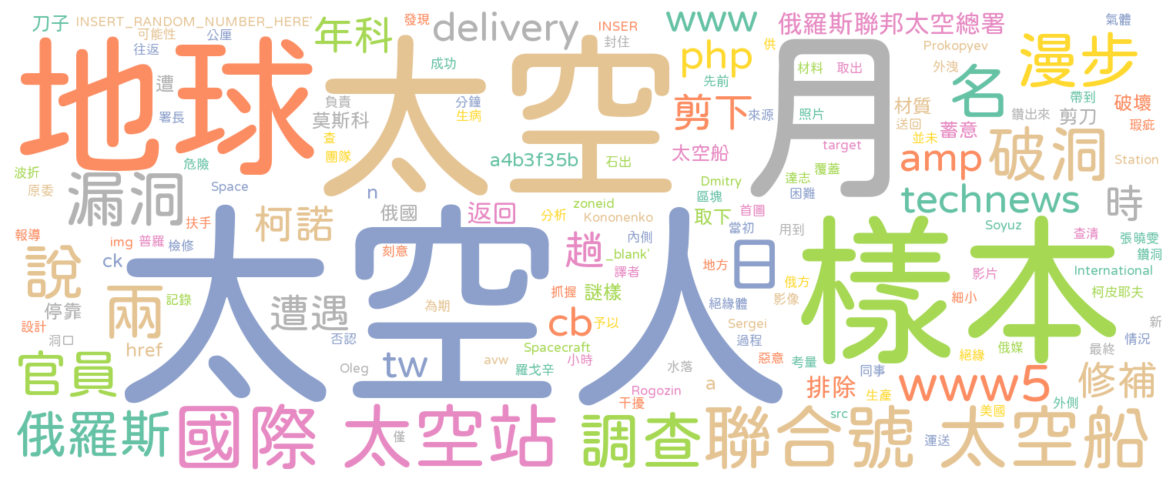 刀子
INSERT_RANDOM_NUMBER_HERE'
可能性
公厘
往返
年科
發現
delivery
INSER
封住
www
俄羅斯聯邦太空總署
氣體
地球
太空
月
php
供
先前
Prokopyev
外洩
漫步
遭
署長
負責
莫斯科
成功
分鐘
生病
剪下
來源
材料
取出
照片
材質
送回
並未
名
蓄意
鑽出來
帶到
剪刀
破壞
瑕疵
查
團隊
危險
波折
原委
漏洞
Space
a4b3f35b
石出
太空船
target
覆蓋
amp
破洞
Station
n
俄國
返回
zoneid
Kononenko
分析
Dmitry
區塊
取下
達志
困難
首圖
technews
時
扶手
柯諾
報導
img
普羅
檢修
ck
說
兩
記錄
停靠
設計
洞口
遭遇
否認
href
太空人
刻意
為期
趟
_blank'
內側
譯者
謎樣
抓握
地方
當初
日
用到
俄方
影像
絕緣體
Soyuz
影片
細小
查清
張曉雯
鑽洞
International
柯皮耶夫
樣本
新
情況
最終
俄媒
絕緣
cb
予以
Sergei
過程
tw
avw
Spacecraft
小時
羅戈辛
水落
a
惡意
考量
同事
Oleg
Rogozin
干擾
排除
www5
生產
美國
外側
修補
官員
俄羅斯
國際
太空站
僅
調查
聯合號
src
運送
太空船